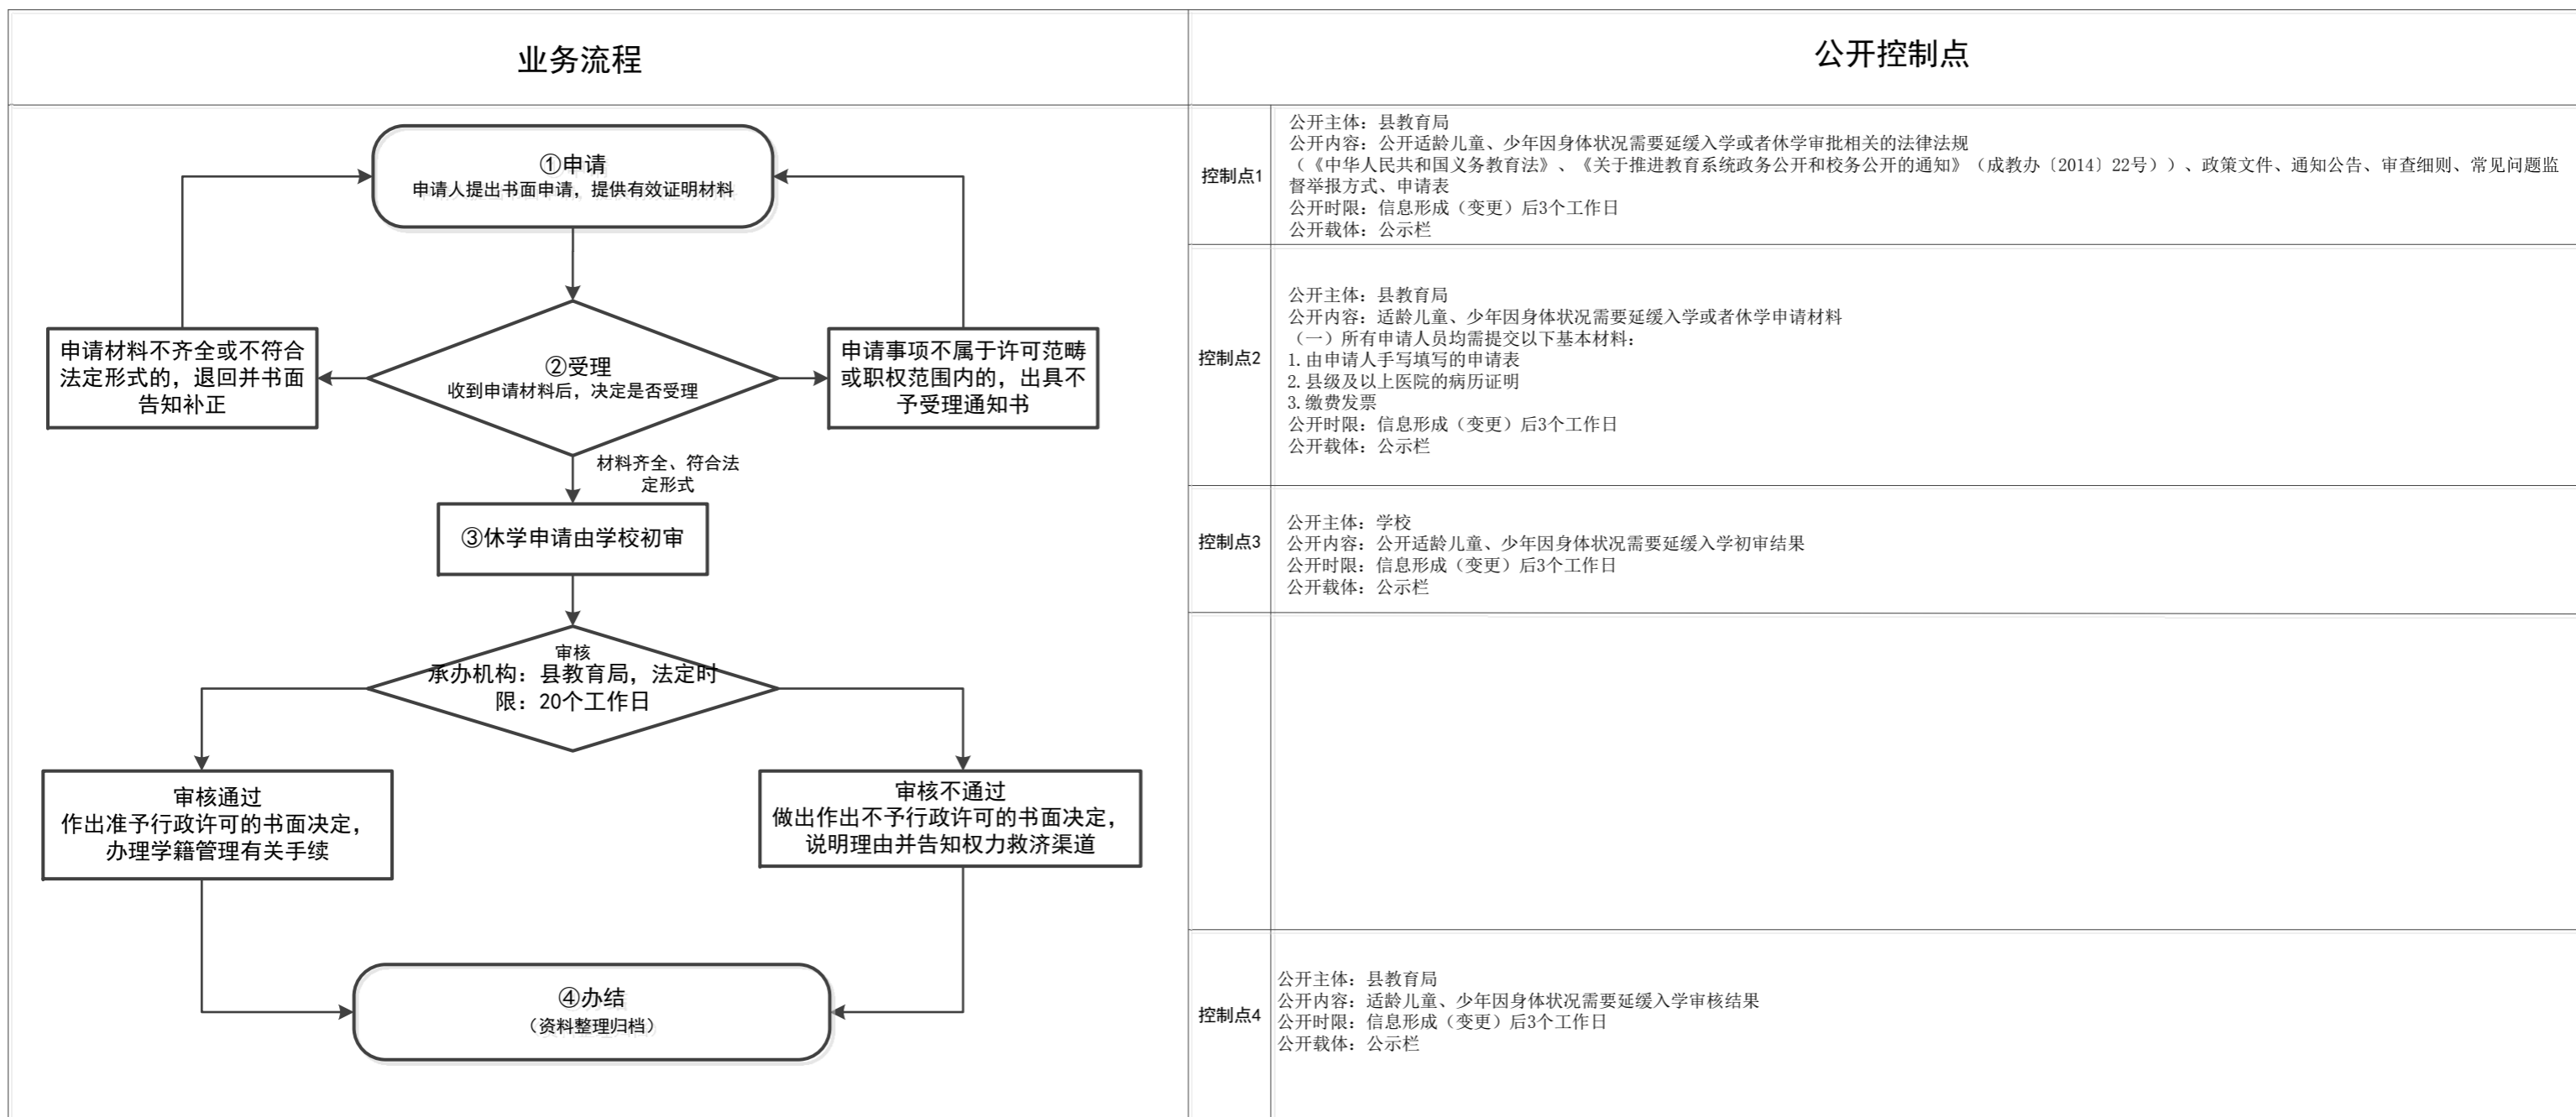 业务流程
公开控制点
①申请
申请人提出书面申请，提供有效证明材料
申请材料不齐全或不符合
法定形式的，退回并书面
告知补正
②受理
收到申请材料后，决定是否受理
申请事项不属于许可范畴
或职权范围内的，出具不
予受理通知书
材料齐全、符合法
定形式
③休学申请由学校初审
审核
承办机构：县教育局，法定时
限：20个工作日
审核通过
作出准予行政许可的书面决定，
办理学籍管理有关手续
审核不通过
做出作出不予行政许可的书面决定，
说明理由并告知权力救济渠道
④办结
（资料整理归档）
控制点1
公开主体：县教育局
公开内容：公开适龄儿童、少年因身体状况需要延缓入学或者休学审批相关的法律法规
（《中华人民共和国义务教育法》、《关于推进教育系统政务公开和校务公开的通知》（成教办〔2014〕22号））、政策文件、通知公告、审查细则、常见问题监
督举报方式、申请表
公开时限：信息形成（变更）后3个工作日
公开载体：公示栏
控制点2
公开主体：县教育局
公开内容：适龄儿童、少年因身体状况需要延缓入学或者休学申请材料
（一）所有申请人员均需提交以下基本材料：
1.由申请人手写填写的申请表
2.县级及以上医院的病历证明
3.缴费发票
公开时限：信息形成（变更）后3个工作日
公开载体：公示栏
控制点3
公开主体：学校
公开内容：公开适龄儿童、少年因身体状况需要延缓入学初审结果
公开时限：信息形成（变更）后3个工作日
公开载体：公示栏
控制点4
公开主体：县教育局
公开内容：适龄儿童、少年因身体状况需要延缓入学审核结果
公开时限：信息形成（变更）后3个工作日
公开载体：公示栏